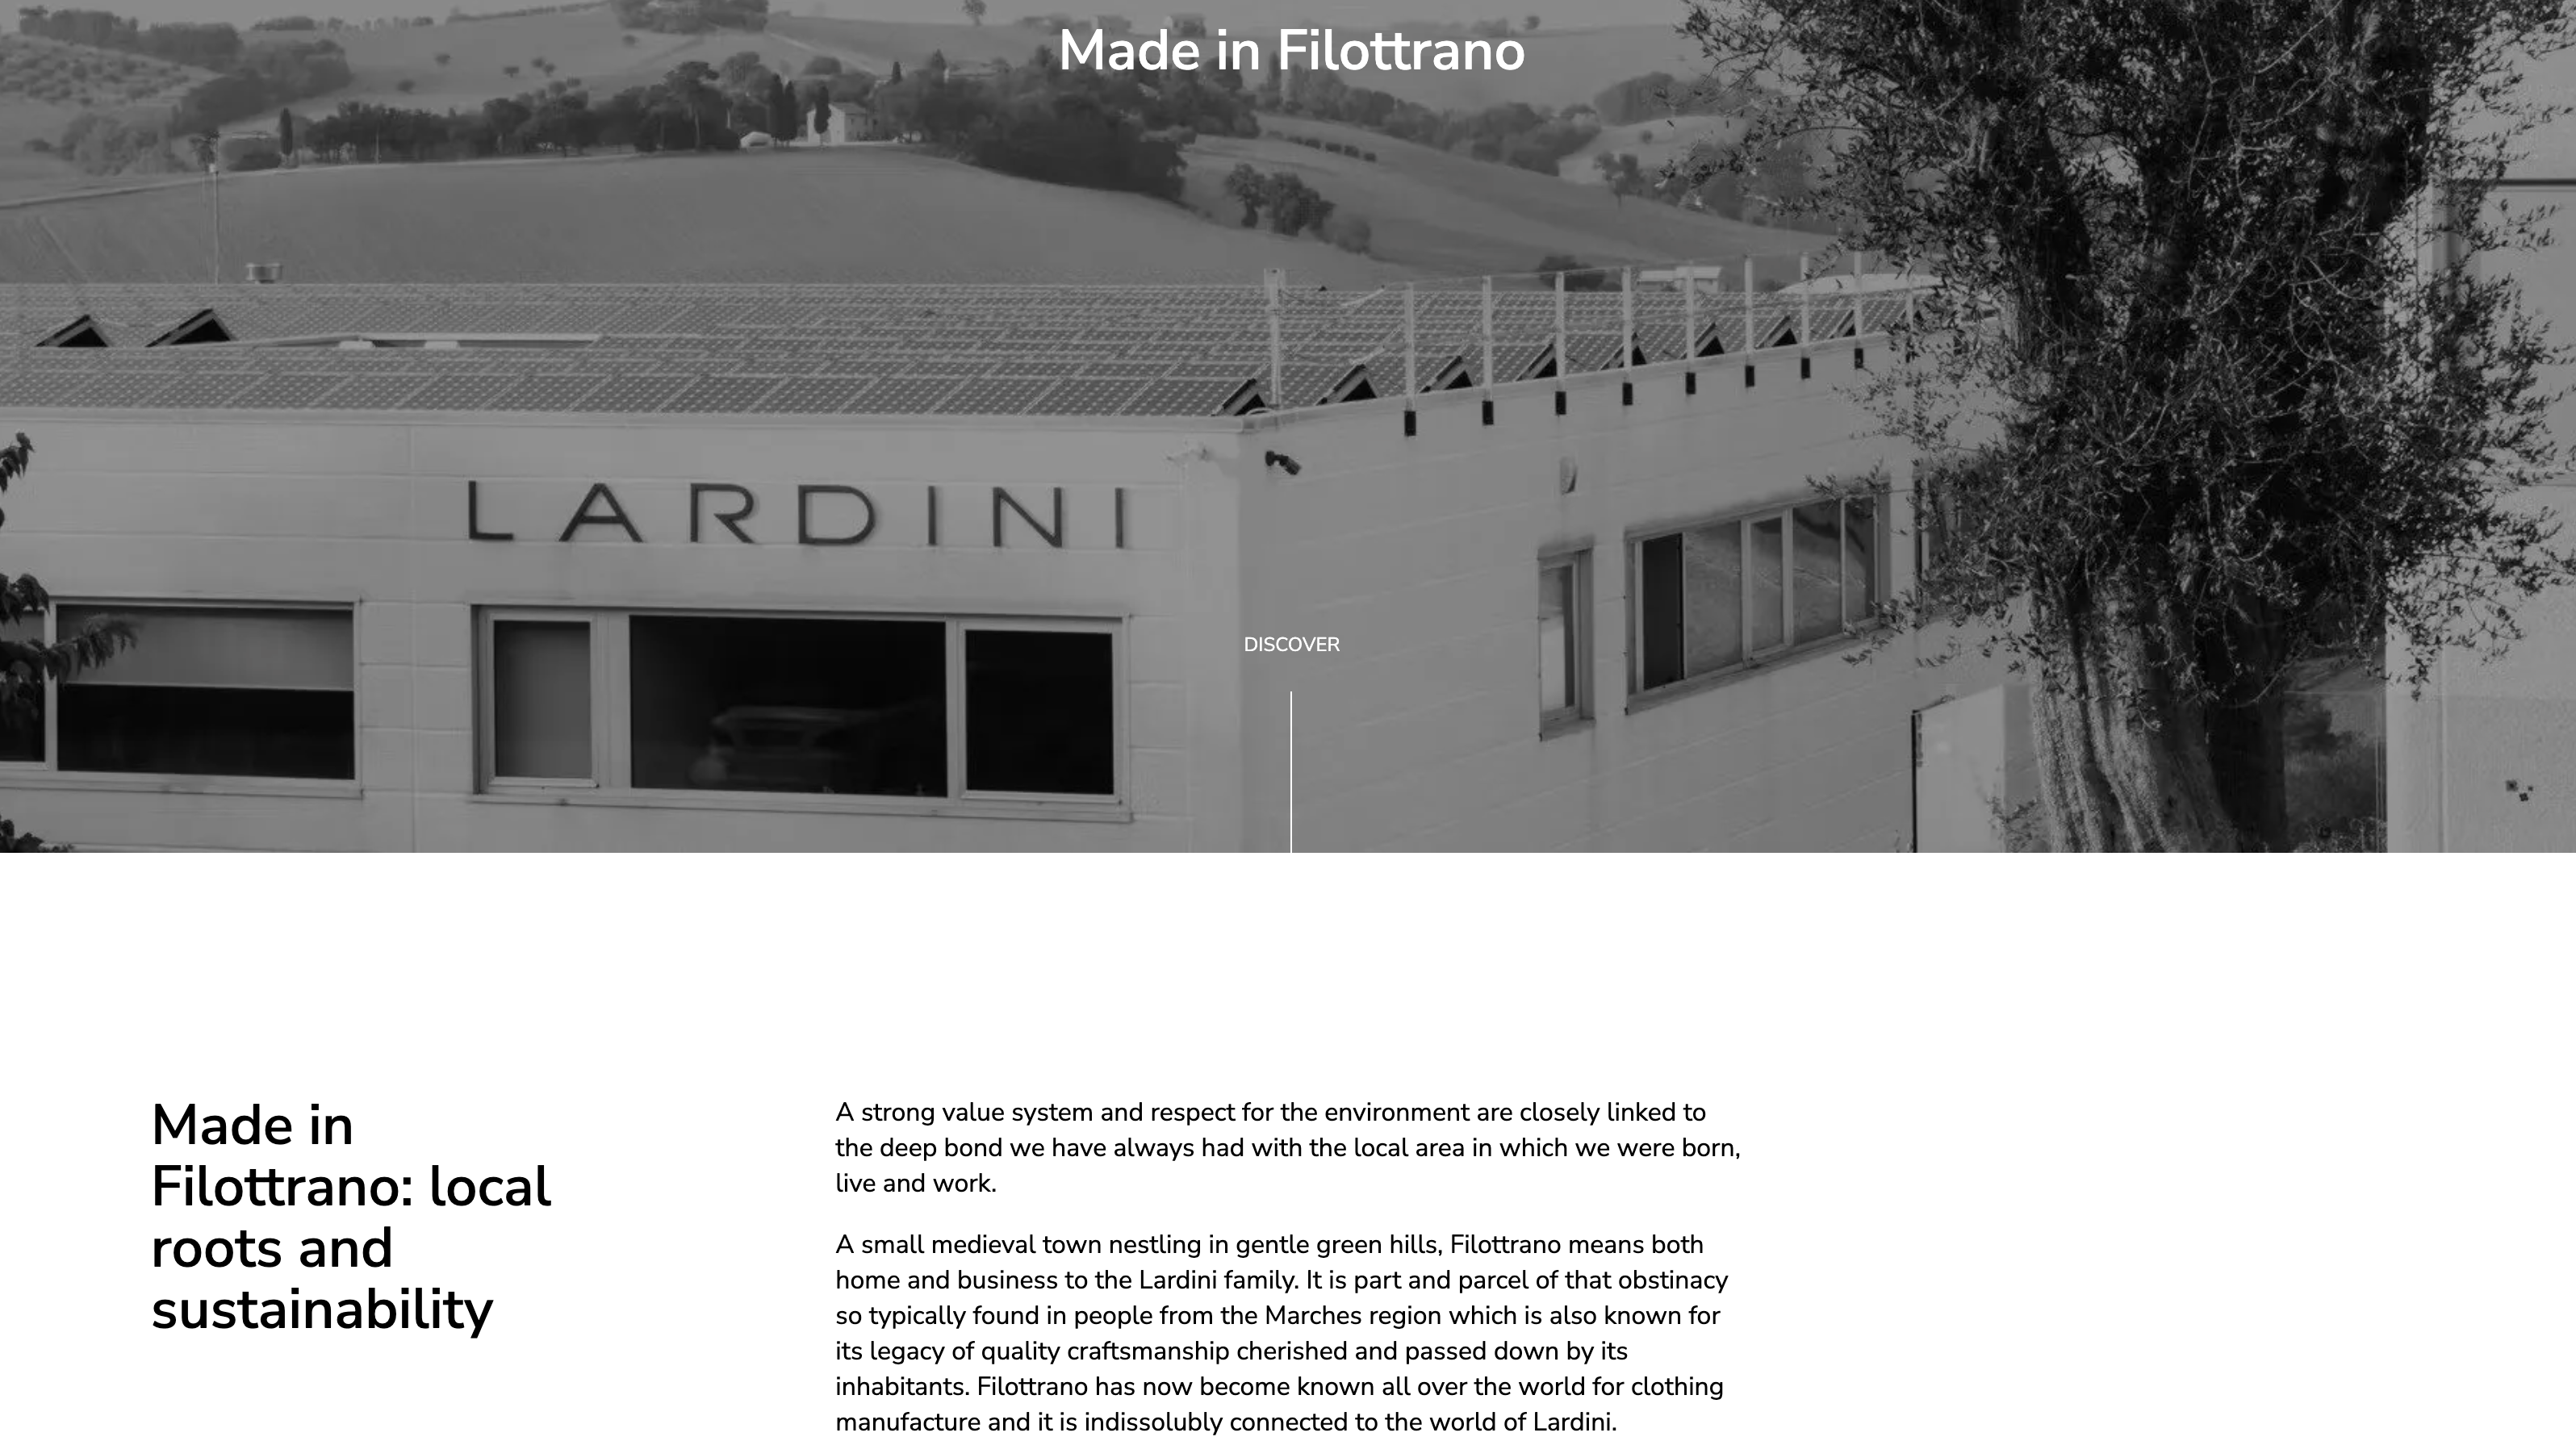 Made in Filottrano
LARDINI
DISCOVER
Made in
Filottrano: local
roots and
sustainability
A strong value system and respect for the environment are closely linked to
the deep bond we have always had with the local area in which we were born,
live and work.
A small medieval town nestling in gentle green hills, Filottrano means both
home and business to the Lardini family. It is part and parcel of that obstinacy
so typically found in people from the Marches region which is also known for
its legacy of quality craftsmanship cherished and passed down by its
inhabitants. Filottrano has now become known all over the world for clothing
manufacture and it is indissolubly connected to the world of Lardini.